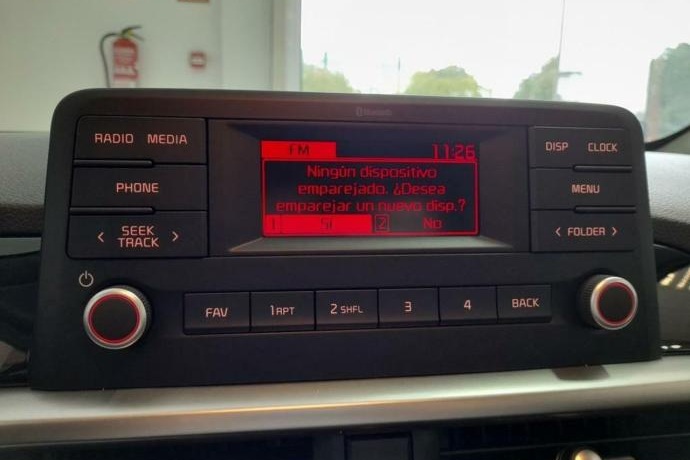 Bluetooth
RADIO MEDIA
FM 11:26
DISP CLOCK
PHONE
Ningún dispositivo
emparejado. ¿Desea
emparejar un nuevo disp.?
1 Sí 2 No
MENU
< SEEK TRACK >
< FOLDER >
FAV 1 RPT 2 SHFL 3 4 BACK